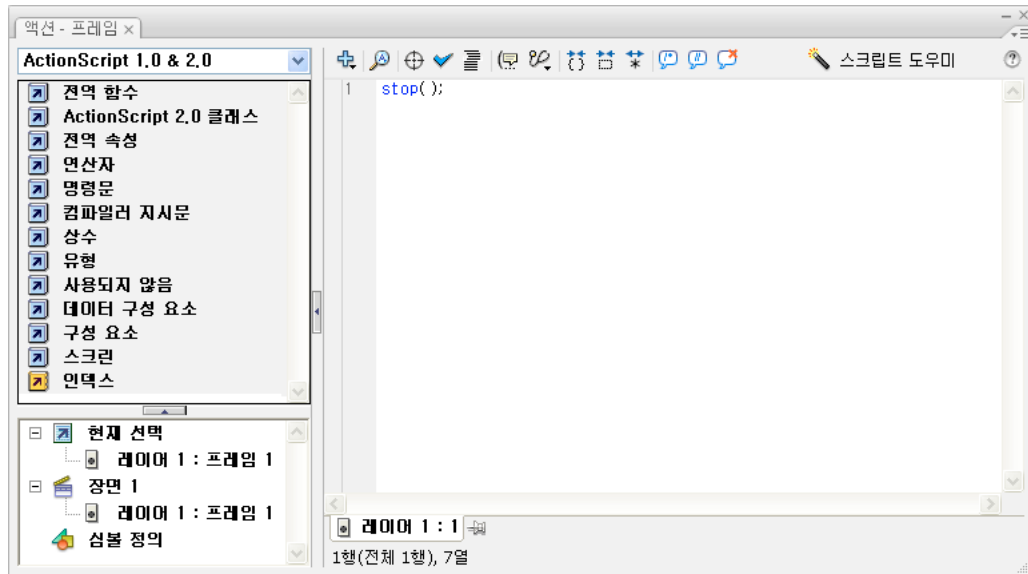 액션 - 프레임 ×
ActionScript 1.0 & 2.0
스크립트 도우미
전역 함수
ActionScript 2.0 클래스
전역 속성
연산자
명령문
컴파일러 지시문
상수
유형
사용되지 않음
데이터 구성 요소
구성 요소
스크린
인덱스
현재 선택
레이어 1 : 프레임 1
장면 1
레이어 1 : 프레임 1
심볼 정의
1 stop( );
레이어 1 : 1
1행(전체 1행), 7열